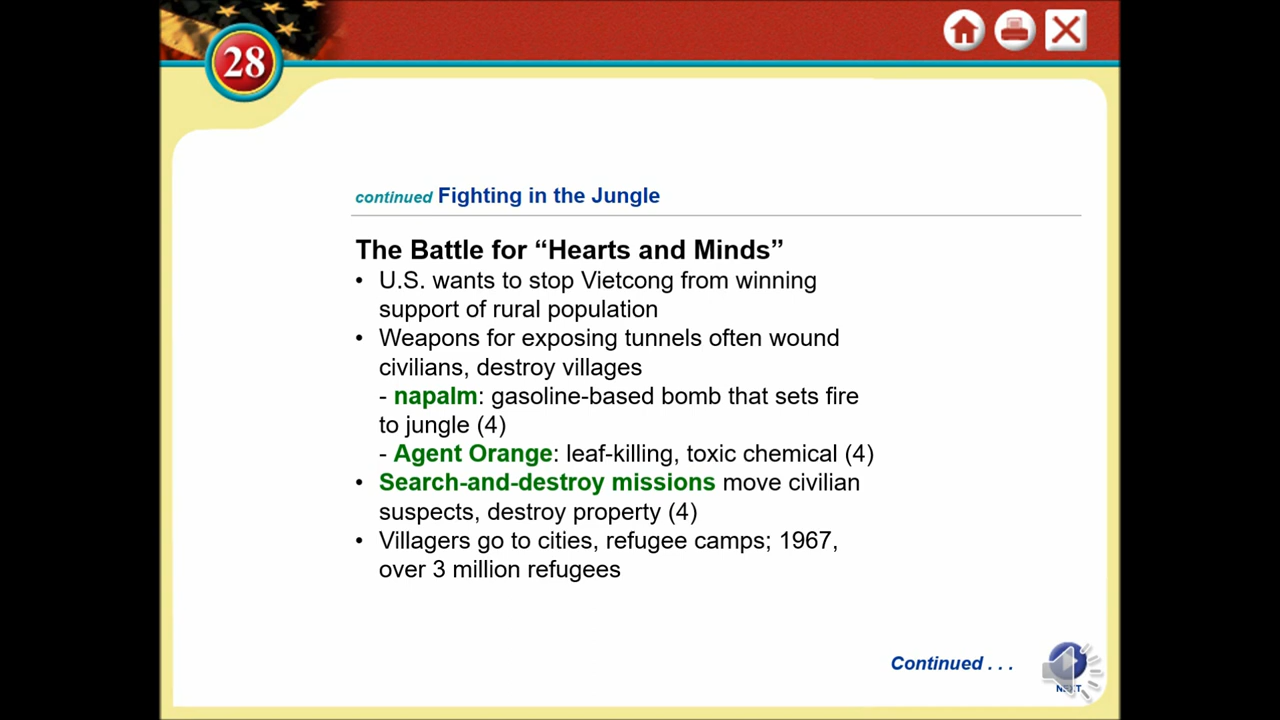 28
continued Fighting in the Jungle
The Battle for “Hearts and Minds”
• U.S. wants to stop Vietcong from winning
support of rural population
• Weapons for exposing tunnels often wound
civilians, destroy villages
- napalm: gasoline-based bomb that sets fire
to jungle (4)
- Agent Orange: leaf-killing, toxic chemical (4)
• Search-and-destroy missions move civilian
suspects, destroy property (4)
• Villagers go to cities, refugee camps; 1967,
over 3 million refugees
Continued . . .
NEXT